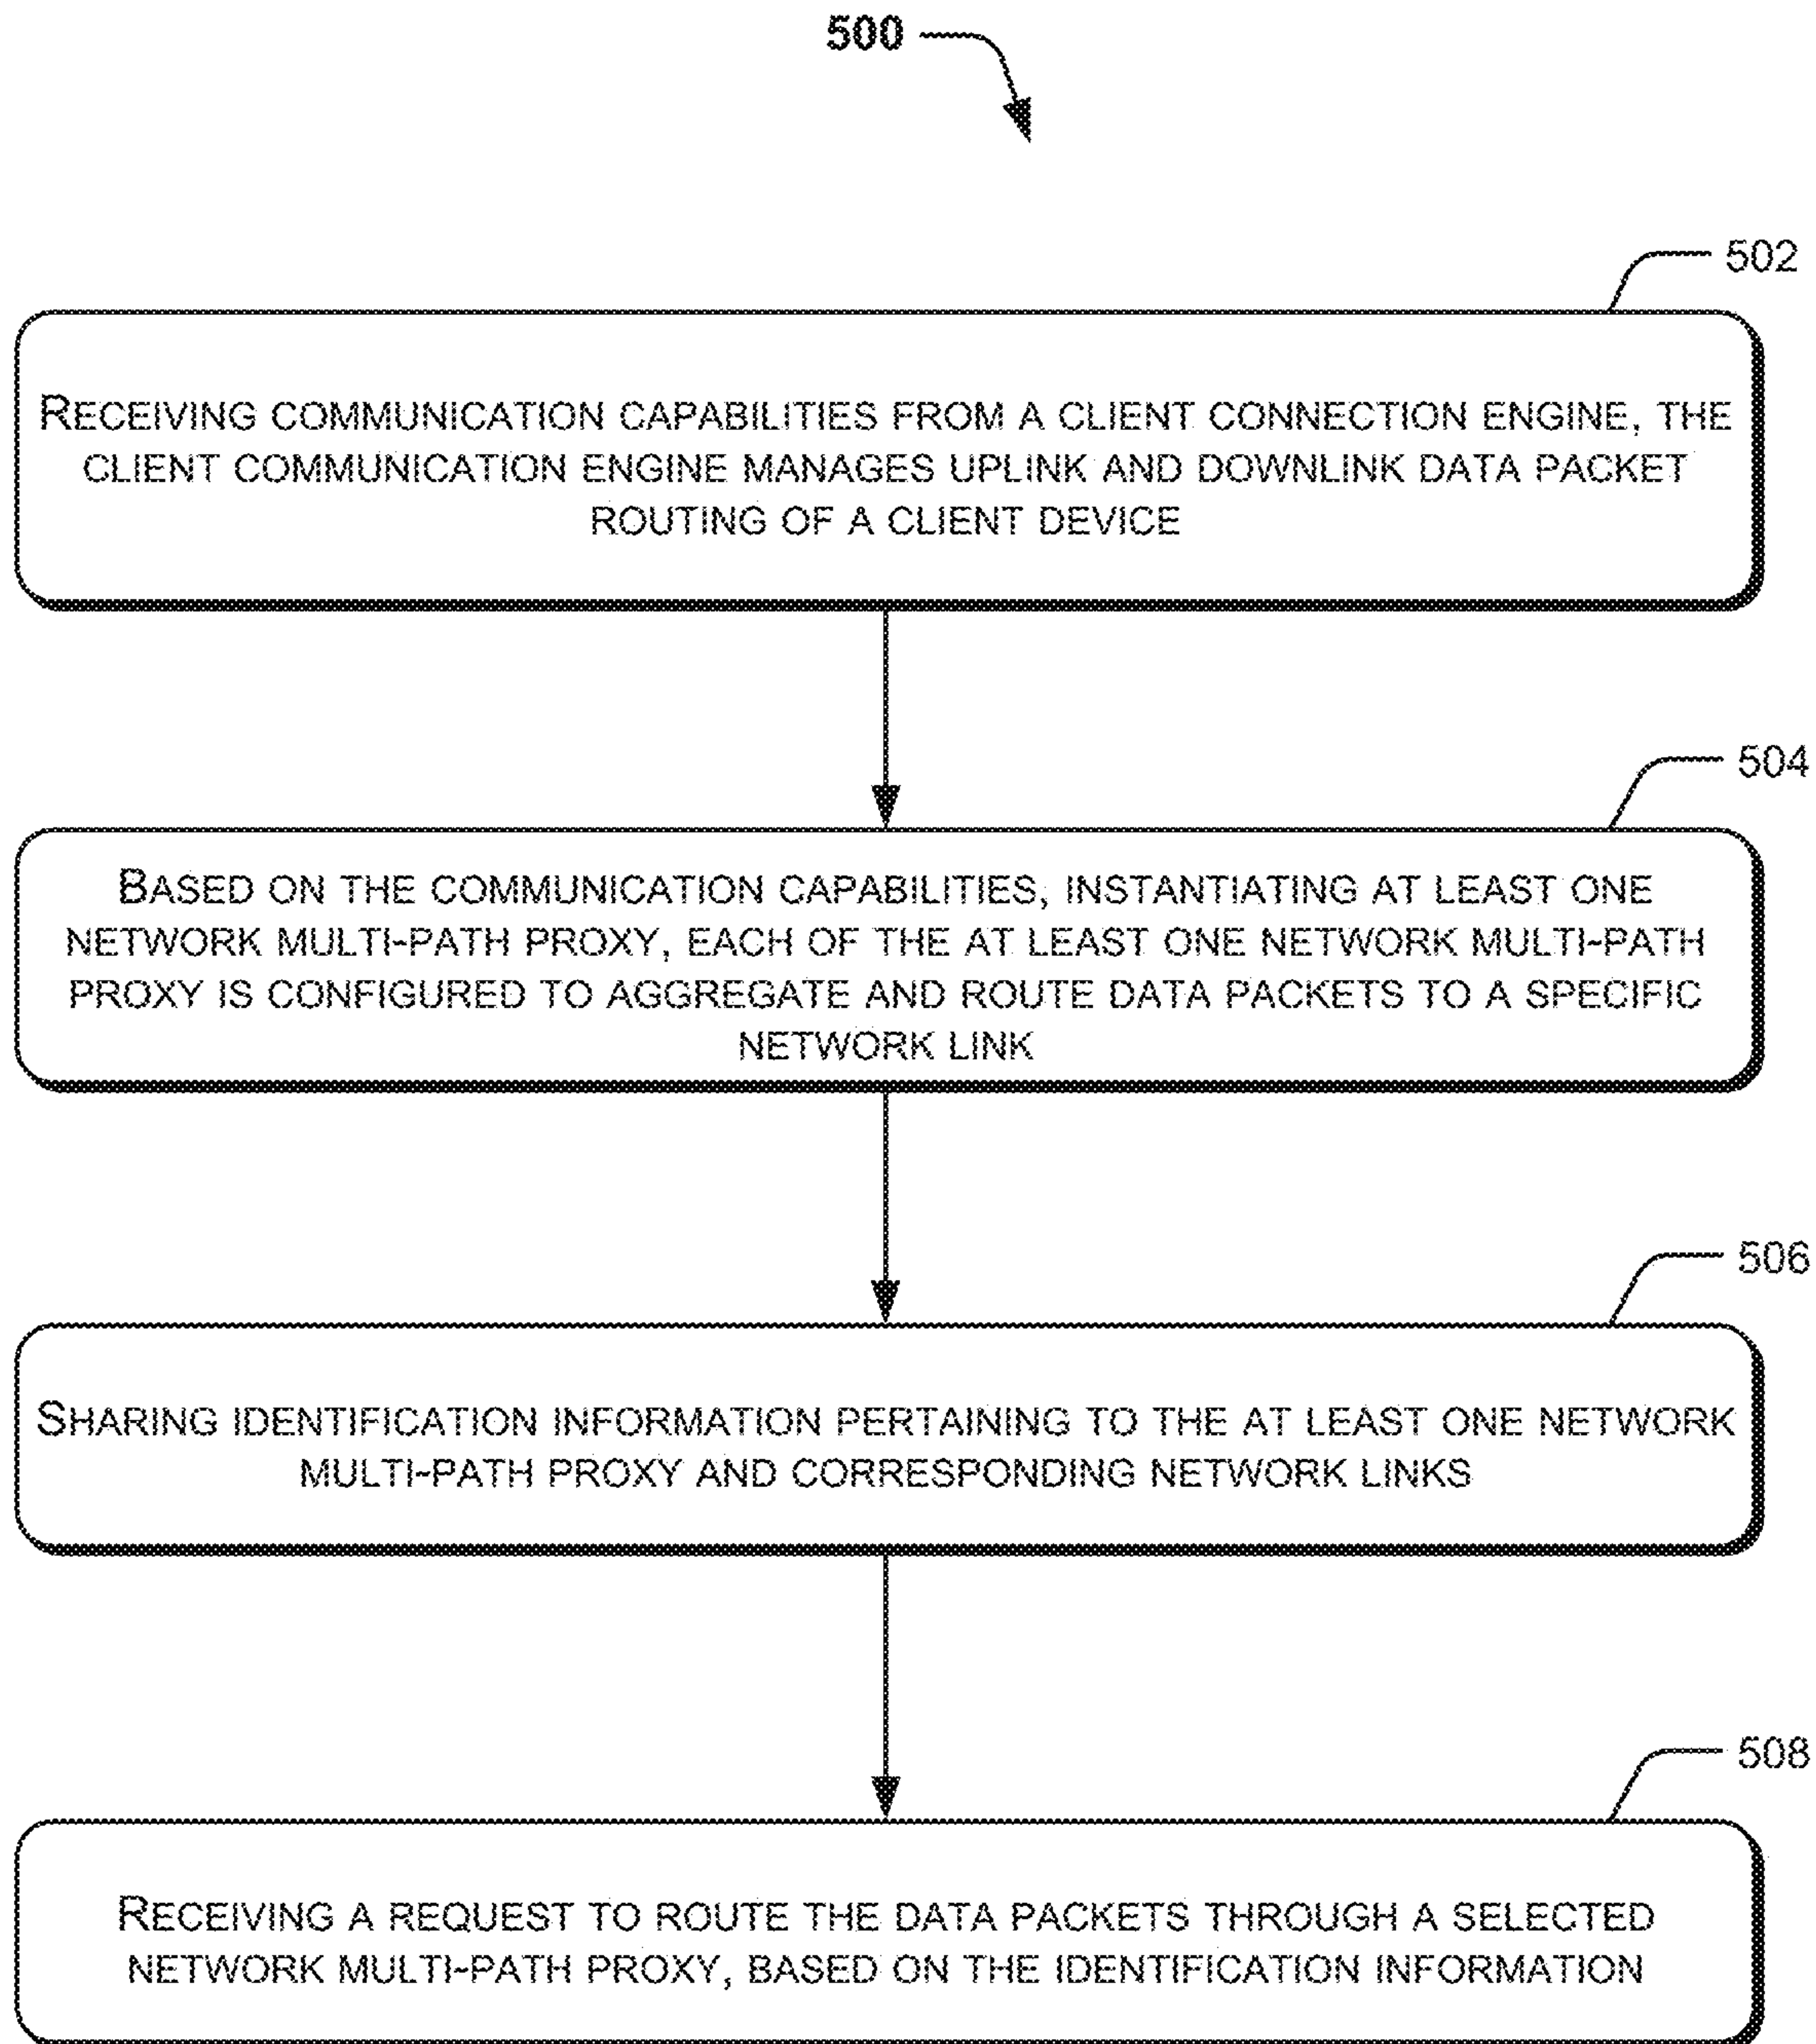 500
502
RECEIVING COMMUNICATION CAPABILITIES FROM A CLIENT CONNECTION ENGINE, THE
CLIENT COMMUNICATION ENGINE MANAGES UPLINK AND DOWNLINK DATA PACKET
ROUTING OF A CLIENT DEVICE
504
BASED ON THE COMMUNICATION CAPABILITIES, INSTANTIATING AT LEAST ONE
NETWORK MULTI-PATH PROXY, EACH OF THE AT LEAST ONE NETWORK MULTI-PATH
PROXY IS CONFIGURED TO AGGREGATE AND ROUTE DATA PACKETS TO A SPECIFIC
NETWORK LINK
506
SHARING IDENTIFICATION INFORMATION PERTAINING TO THE AT LEAST ONE NETWORK
MULTI-PATH PROXY AND CORRESPONDING NETWORK LINKS
508
RECEIVING A REQUEST TO ROUTE THE DATA PACKETS THROUGH A SELECTED
NETWORK MULTI-PATH PROXY, BASED ON THE IDENTIFICATION INFORMATION